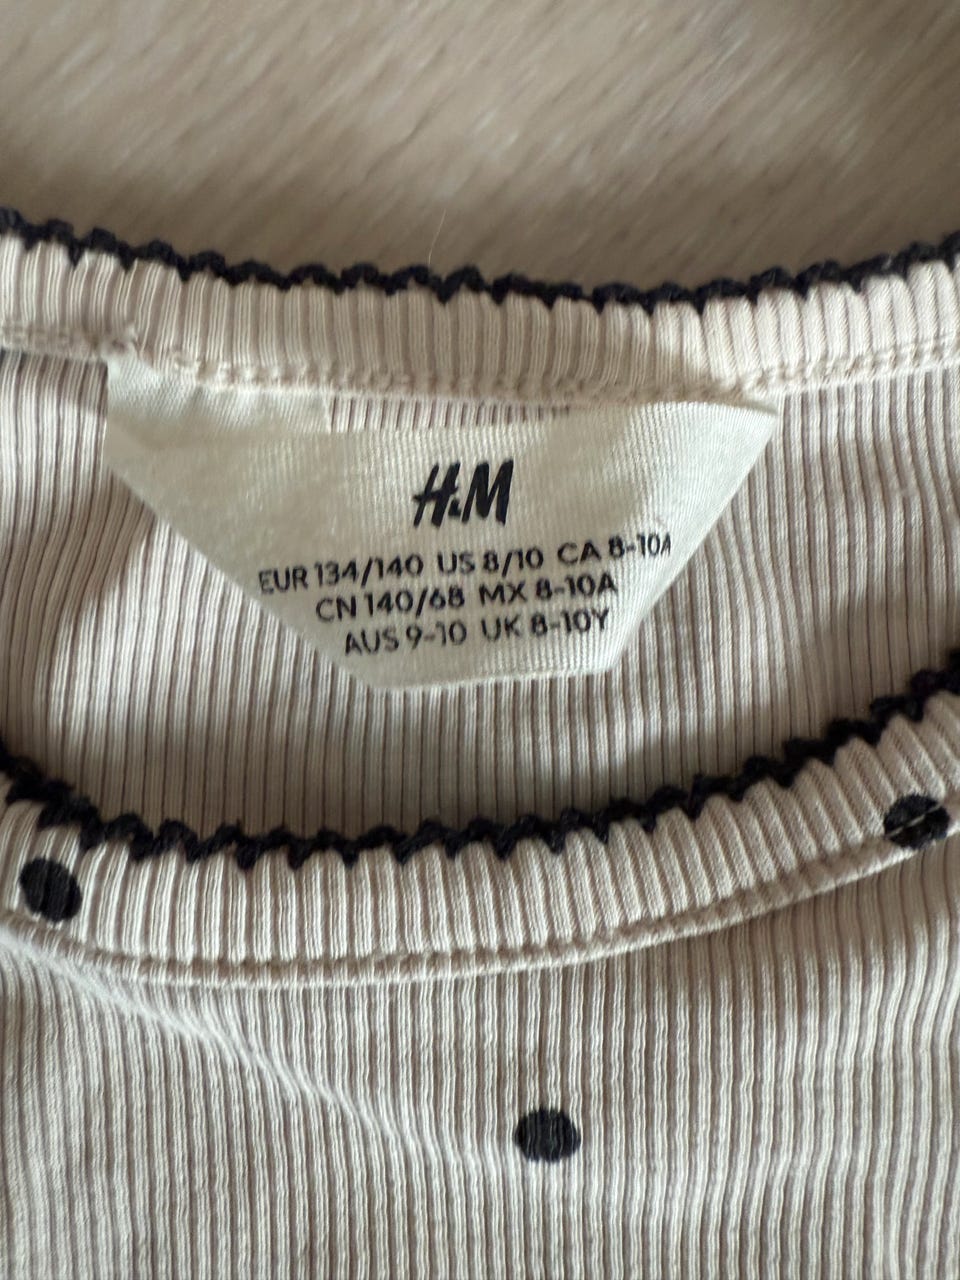 H&M
EUR 134/140 US 8/10 CA 8-10A
CN 140/68 MX 8-10A
AUS 9-10 UK 8-10Y